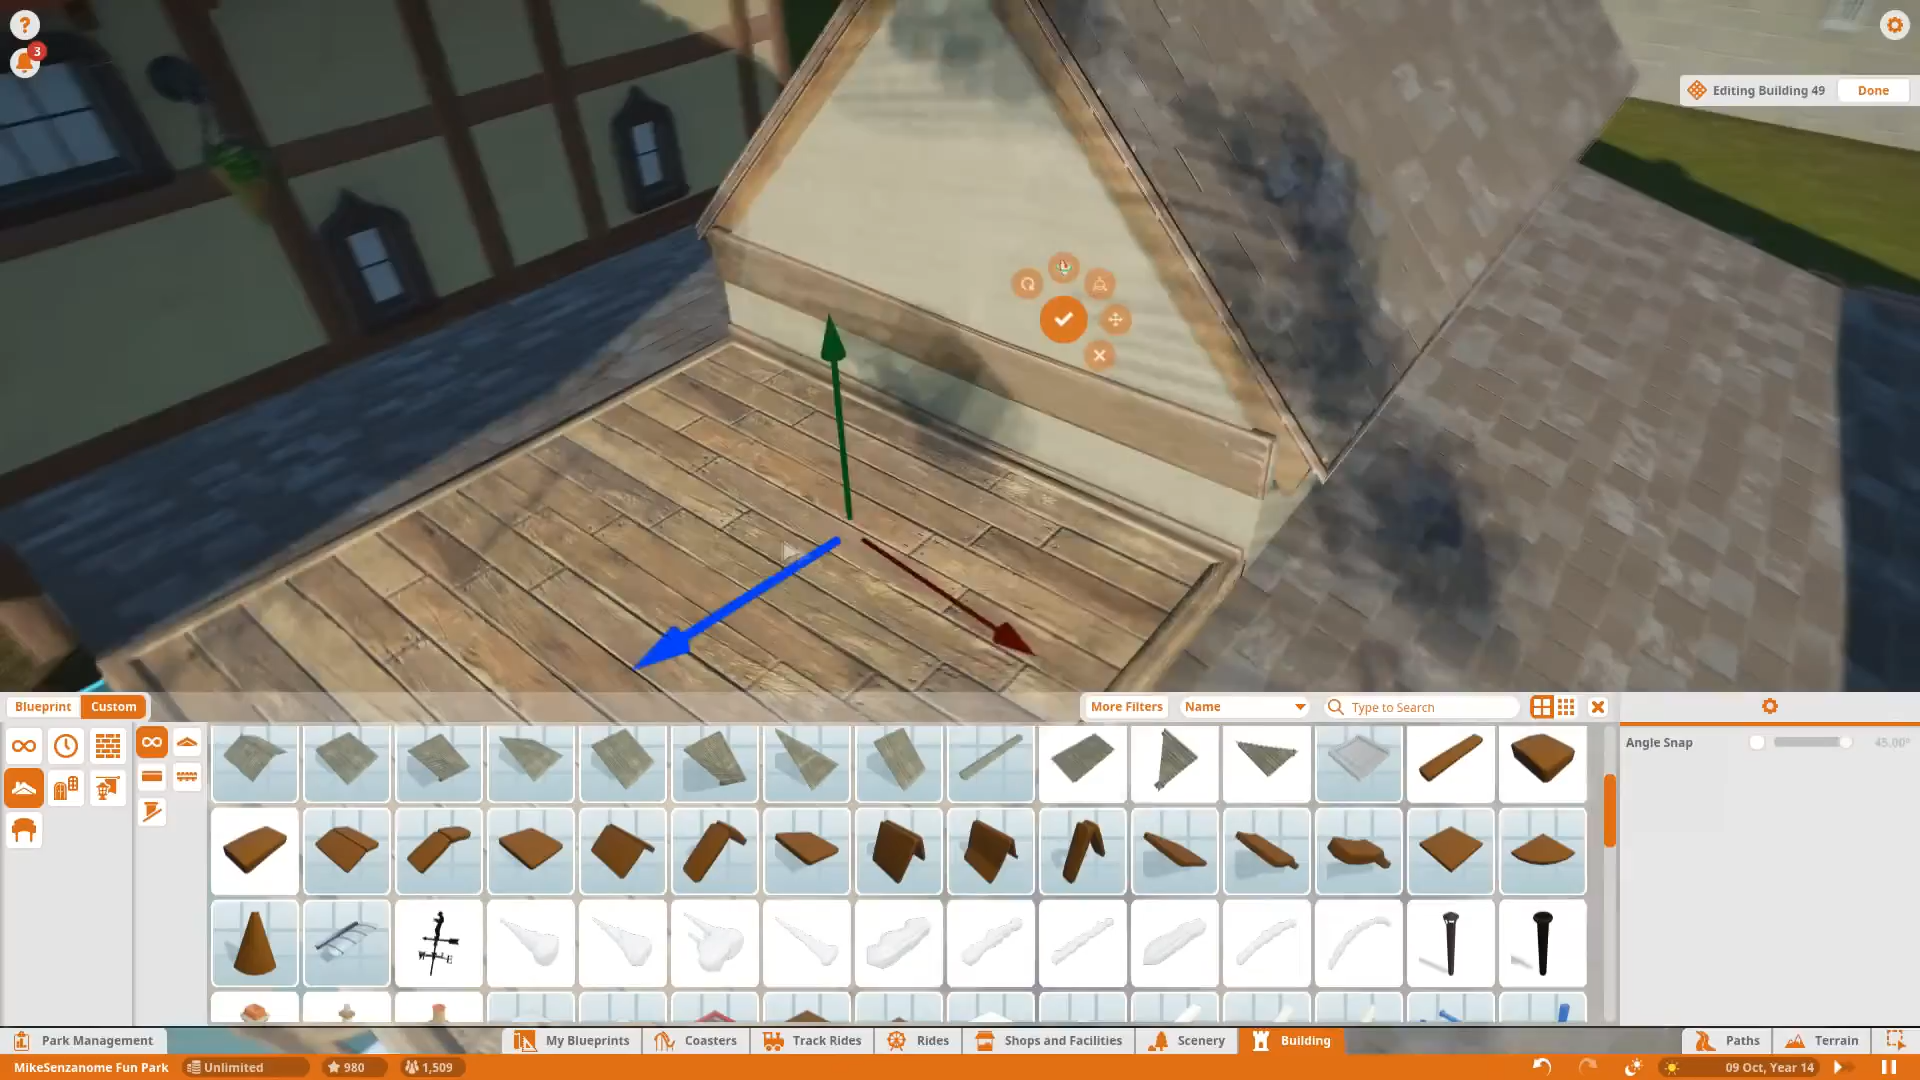 ?
3
Editing Building 49
Done
Blueprint
Custom
More Filters
Name
Type to Search
Angle Snap
45.00°
Park Management
My Blueprints
Coasters
Track Rides
Rides
Shops and Facilities
Scenery
Building
Paths
Terrain
MikeSenzanome Fun Park
Unlimited
980
1,509
09 Oct, Year 14